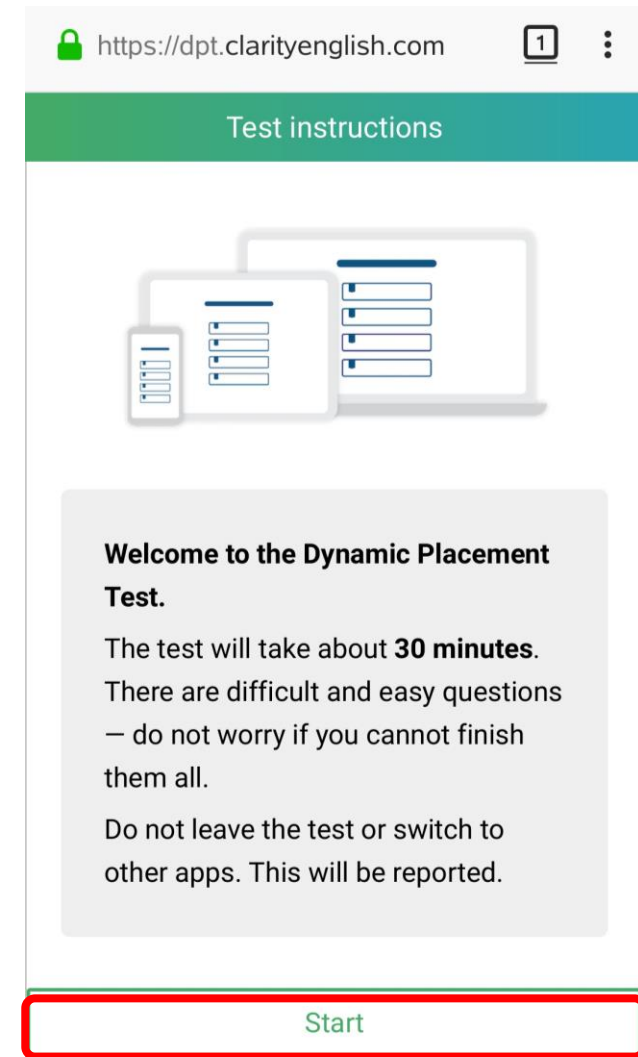 https://dpt.clarityenglish.com 1
Test instructions
Welcome to the Dynamic Placement
Test.
The test will take about 30 minutes.
There are difficult and easy questions
— do not worry if you cannot finish
them all.
Do not leave the test or switch to
other apps. This will be reported.
Start